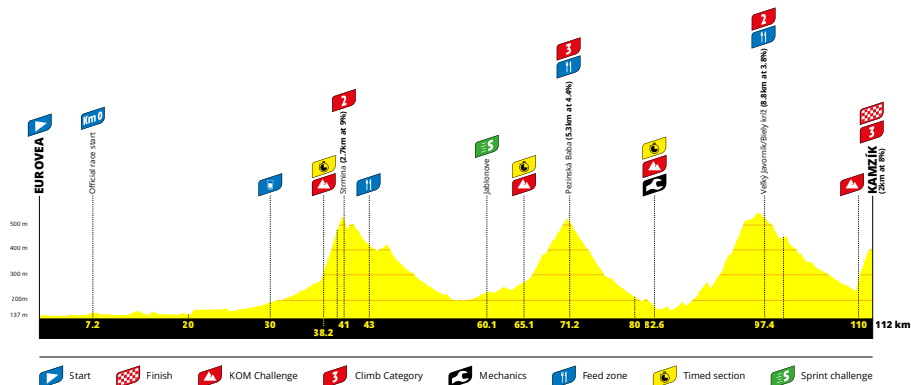 EUROVEA
Km 0
Official race start
2
Strmina (2.7km at 9%)
S
Jablonove
3
Pezinská Baba (5.3km at 4.4%)
2
Velký Javorník/Biely kríž (8.8km at 3.8%)
3
KAMZÍK
(2km at 8%)
500 m
400 m
300 m
200m
137 m
7.2
20
30
38.2
41
43
60.1
65.1
71.2
80
82.6
97.4
110
112 km
Start
Finish
KOM Challenge
3
Climb Category
Mechanics
Feed zone
Timed section
S
Sprint challenge